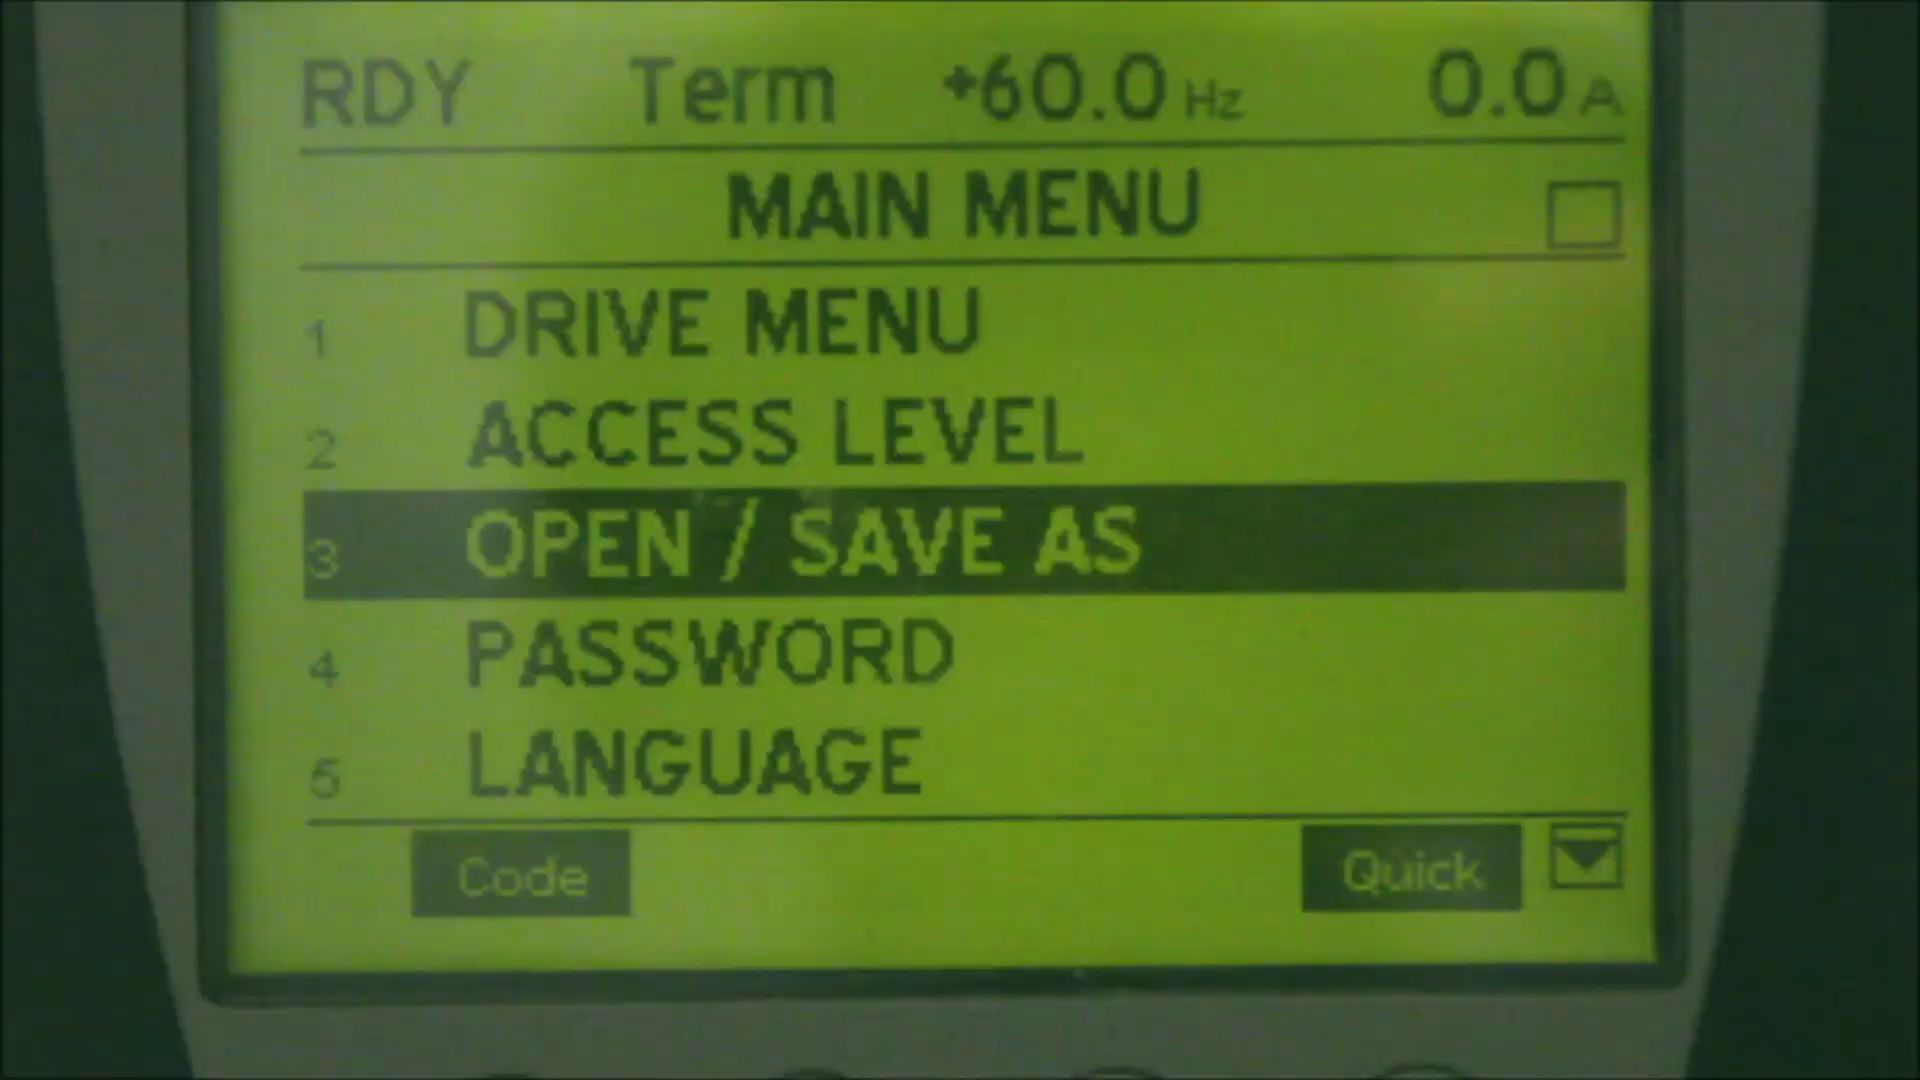 RDY Term +60.0 Hz 0.0 A
MAIN MENU
1 DRIVE MENU
2 ACCESS LEVEL
3 OPEN / SAVE AS
4 PASSWORD
5 LANGUAGE
Code Quick